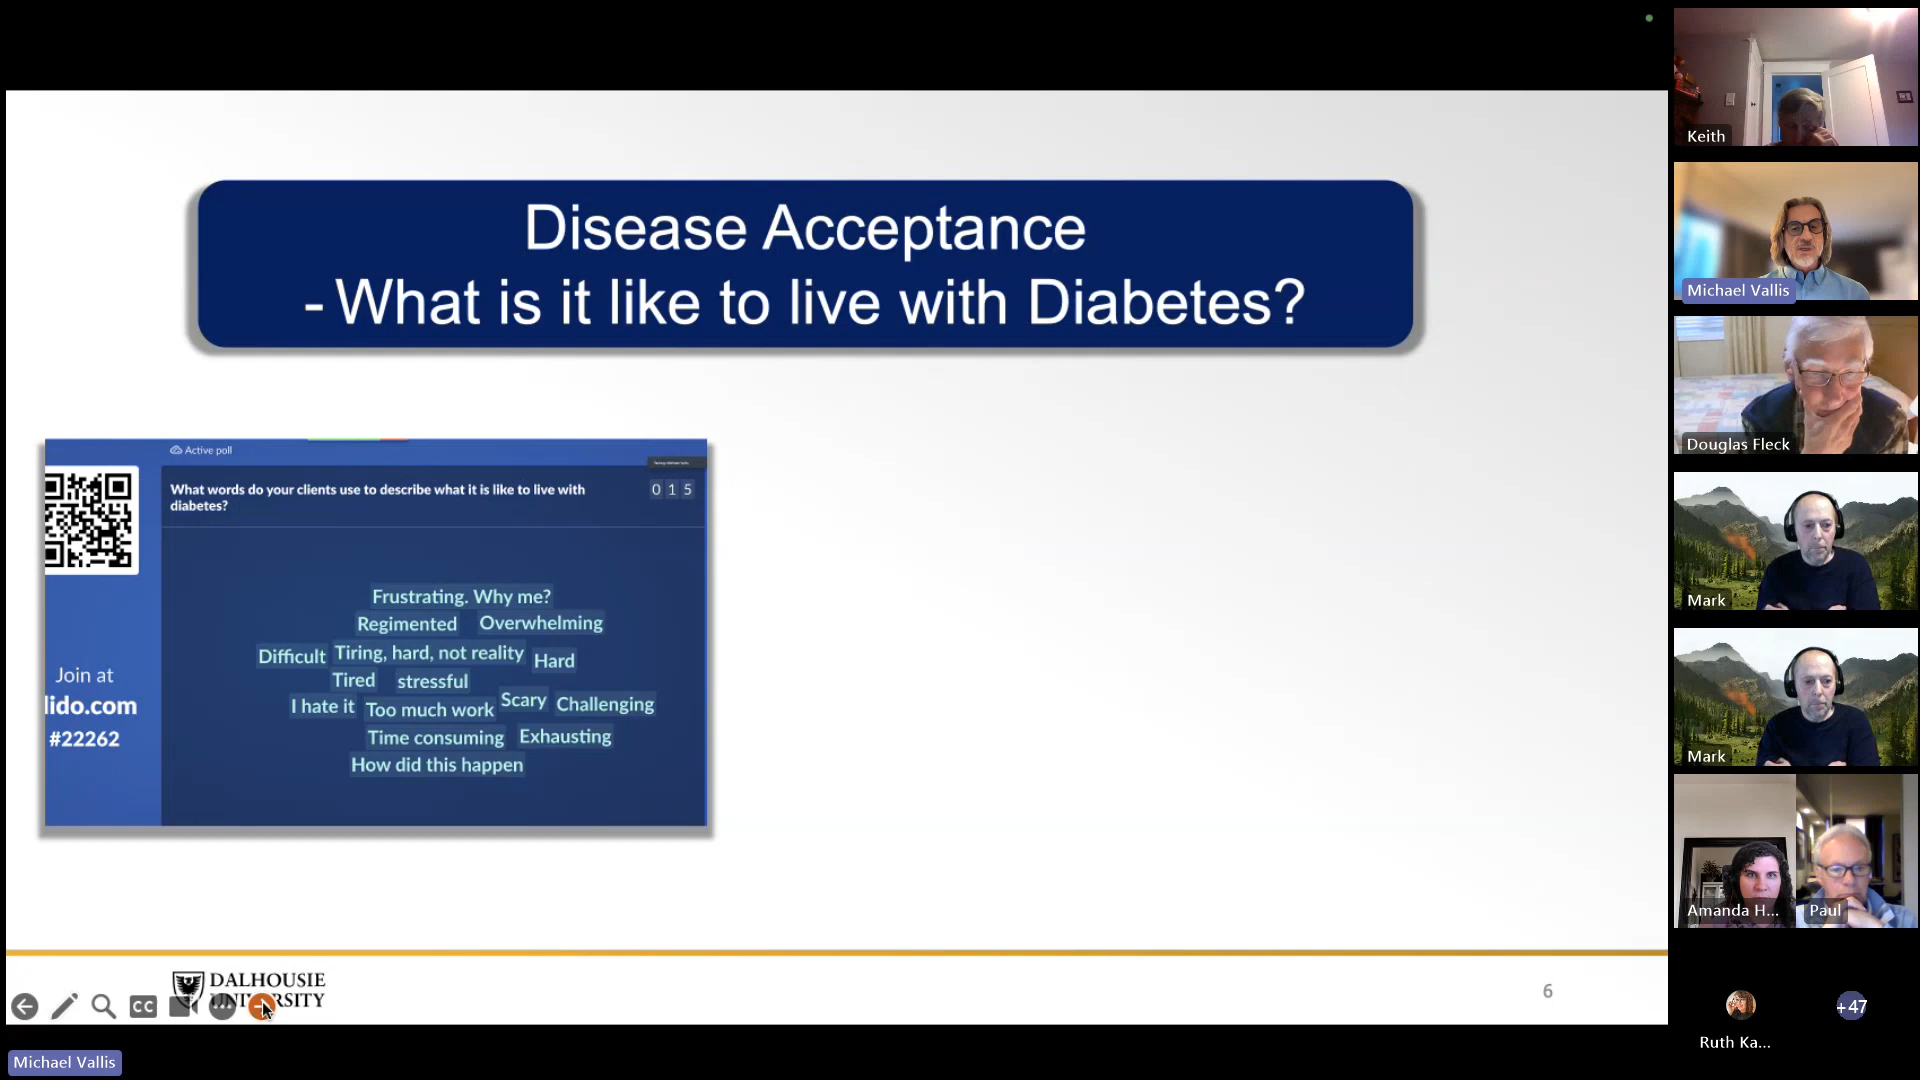 Disease Acceptance
- What is it like to live with Diabetes?
Active poll
What words do your clients use to describe what it is like to live with
diabetes?
015
Frustrating. Why me?
Regimented Overwhelming
Difficult Tiring, hard, not reality Hard
Tired stressful
I hate it Too much work Scary Challenging
Time consuming Exhausting
How did this happen
Join at
lido.com
#22262
DALHOUSIE
UNIVERSITY
6
CC
Michael Vallis
Keith
Michael Vallis
Douglas Fleck
Mark
Mark
Amanda H...
Paul
Ruth Ka...
+47